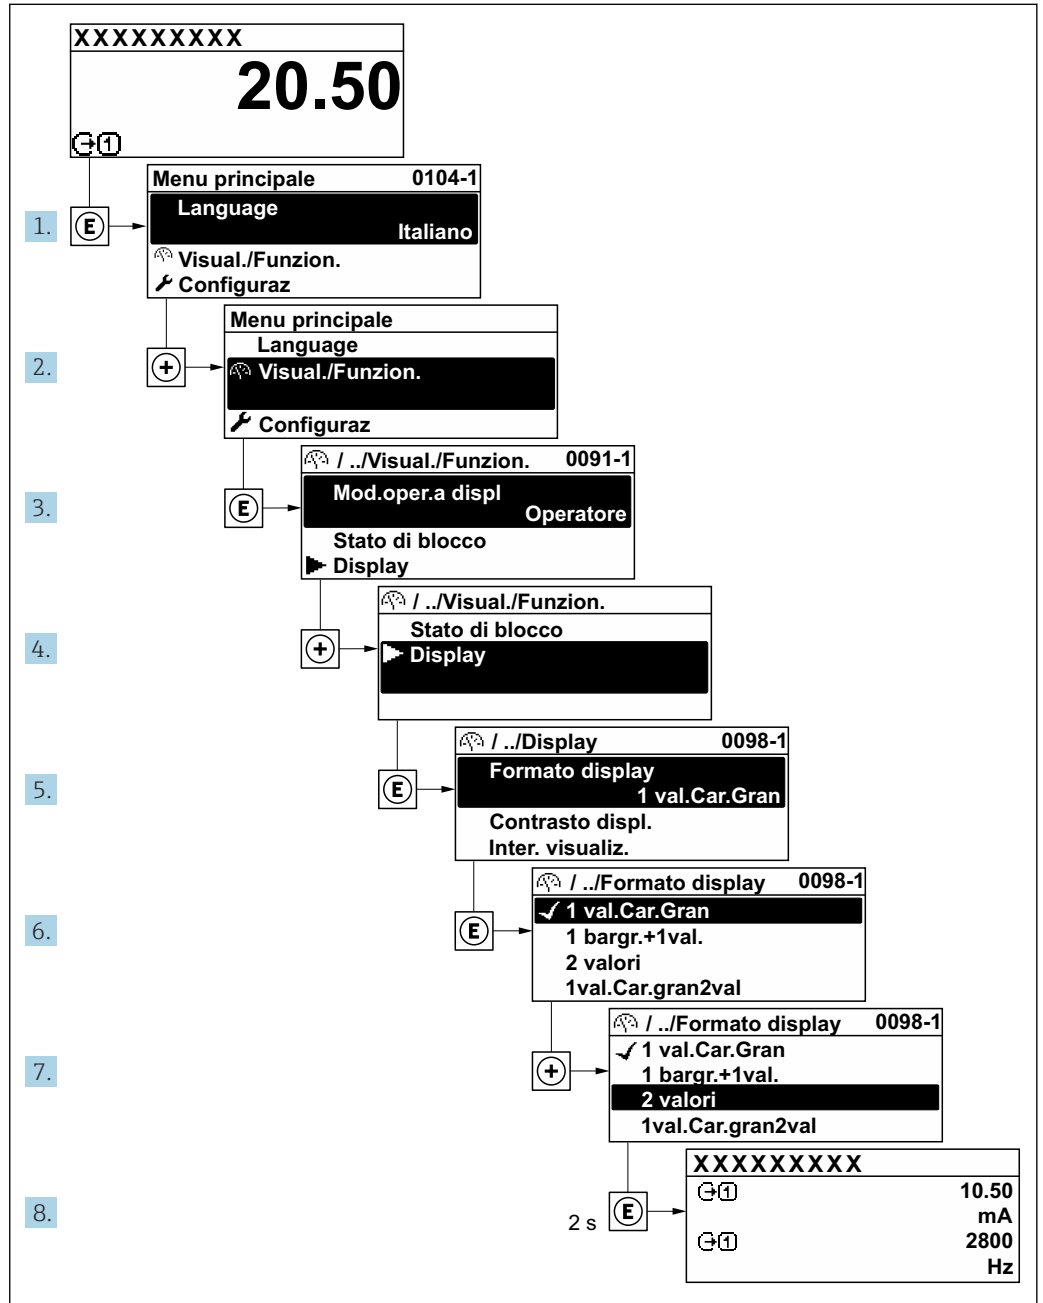 XXXXXXXXX
20.50
1
Menu principale 0104-1
Language
Italiano
Visual./Funzion.
Configuraz
1. E
Menu principale
Language
2. + Visual./Funzion.
Configuraz
/ ../Visual./Funzion. 0091-1
Mod.oper.a displ
3. E Operatore
Stato di blocco
Display
/ ../Visual./Funzion.
Stato di blocco
4. + Display
/ ../Display 0098-1
Formato display
5. E 1 val.Car.Gran
Contrasto displ.
Inter. visualiz.
/ ../Formato display 0098-1
1 val.Car.Gran
6. E 1 bargr.+1val.
2 valori
1val.Car.gran2val
/ ../Formato display 0098-1
1 val.Car.Gran
7. + 1 bargr.+1val.
2 valori
1val.Car.gran2val
XXXXXXXXX
1 10.50
8. 2 s E mA
1 2800
Hz